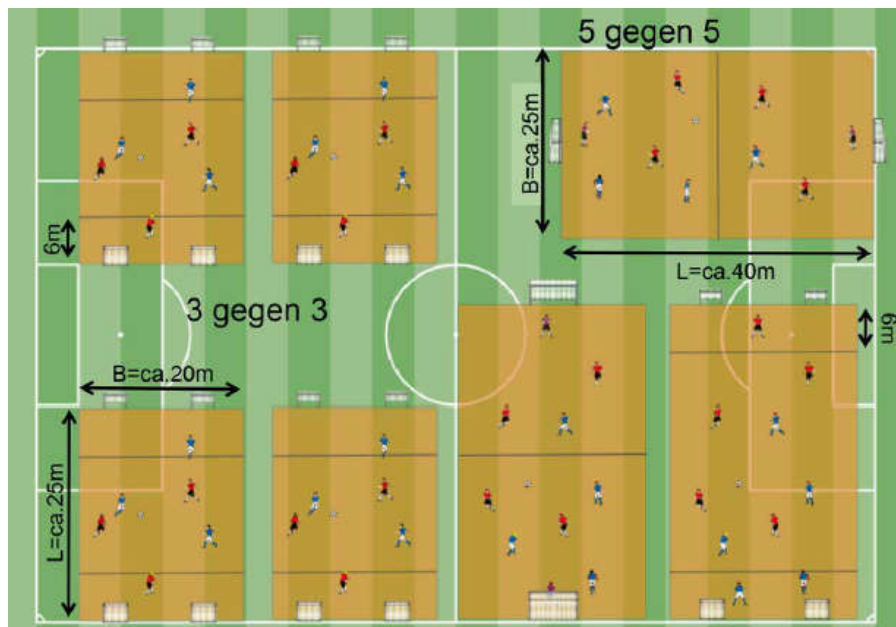 5 gegen 5
B=ca.25m
6m
L=ca.40m
3 gegen 3
6m
B=ca.20m
L=ca.25m